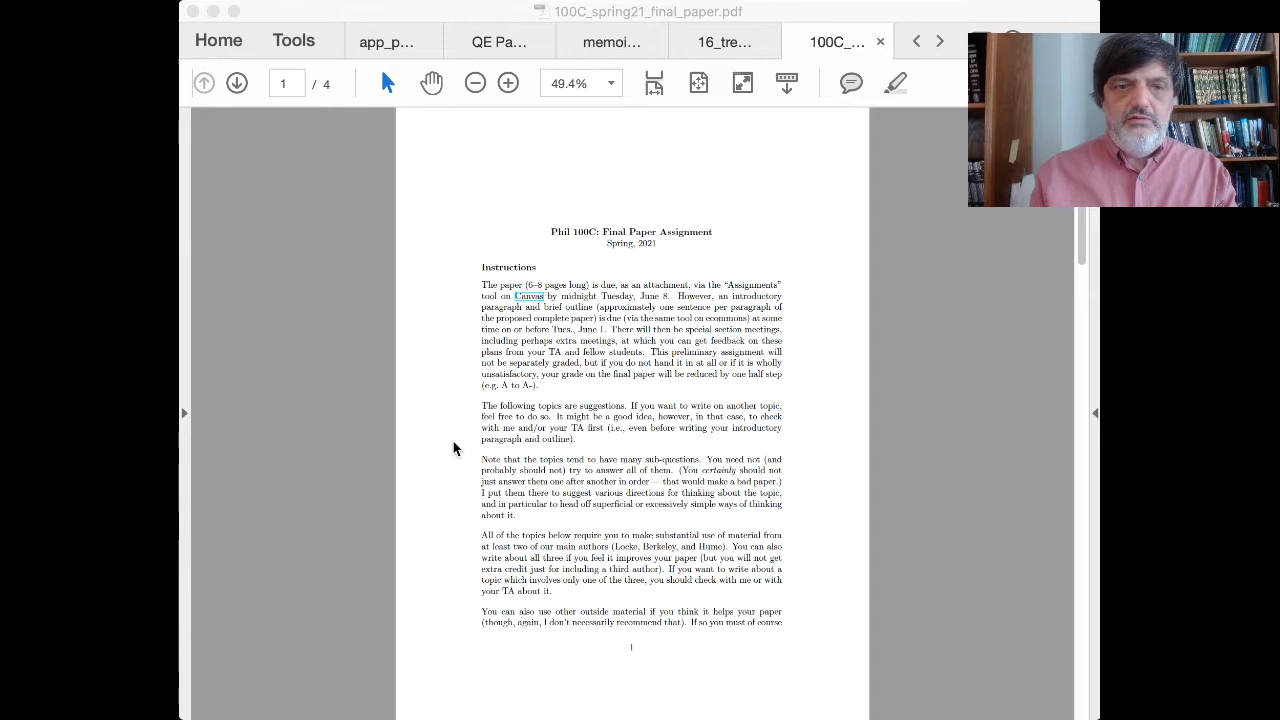 100C_spring21_final_paper.pdf
Home
Tools
app_p...
QE Pa...
memoi...
16_tre...
100C_...
1
/ 4
49.4%
Phil 100C: Final Paper Assignment
Spring, 2021
Instructions
The paper (6–8 pages long) is due, as an attachment, via the “Assignments”
tool on Canvas by midnight Tuesday, June 8. However, an introductory
paragraph and brief outline (approximately one sentence per paragraph of
the proposed complete paper) is due (via the same tool on ecommons) at some
time on or before Tues., June 1. There will then be special section meetings,
including perhaps extra meetings, at which you can get feedback on these
plans from your TA and fellow students. This preliminary assignment will
not be separately graded, but if you do not hand it in at all or if it is wholly
unsatisfactory, your grade on the final paper will be reduced by one half step
(e.g. A to A-).
The following topics are suggestions. If you want to write on another topic,
feel free to do so. It might be a good idea, however, in that case, to check
with me and/or your TA first (i.e., even before writing your introductory
paragraph and outline).
Note that the topics tend to have many sub-questions. You need not (and
probably should not) try to answer all of them. (You certainly should not
just answer them one after another in order — that would make a bad paper.)
I put them there to suggest various directions for thinking about the topic,
and in particular to head off superficial or excessively simple ways of thinking
about it.
All of the topics below require you to make substantial use of material from
at least two of our main authors (Locke, Berkeley, and Hume). You can also
write about all three if you feel it improves your paper (but you will not get
extra credit just for including a third author). If you want to write about a
topic which involves only one of the three, you should check with me or with
your TA about it.
You can also use other outside material if you think it helps your paper
(though, again, I don’t necessarily recommend that). If so you must of course
1